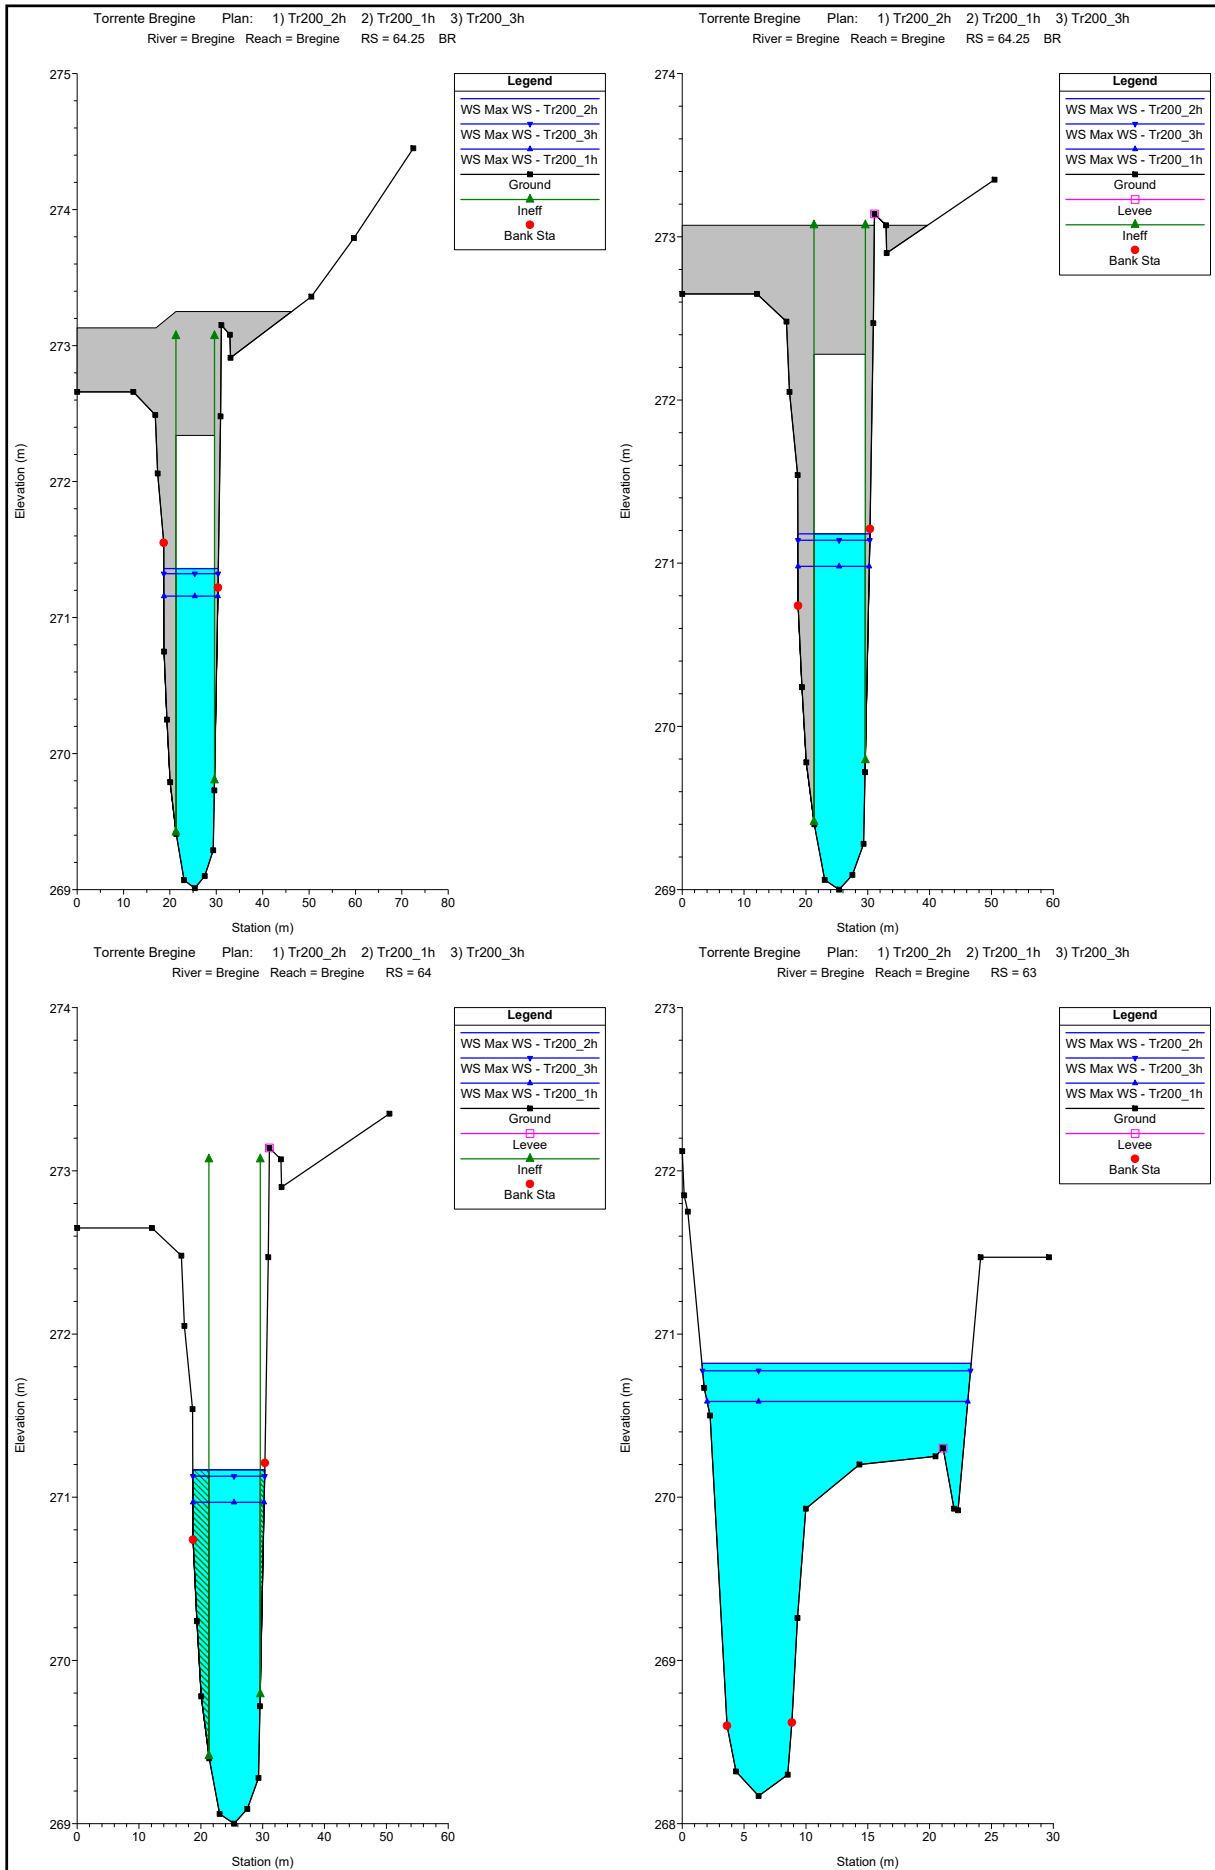 Torrente Bregine Plan: 1) Tr200_2h 2) Tr200_1h 3) Tr200_3h
River = Bregine Reach = Bregine RS = 64.25 BR
275
274
273
272
271
270
269
Elevation (m)
0 10 20 30 40 50 60 70 80
Station (m)
Legend
WS Max WS - Tr200_2h
WS Max WS - Tr200_3h
WS Max WS - Tr200_1h
Ground
Ineff
Bank Sta
Torrente Bregine Plan: 1) Tr200_2h 2) Tr200_1h 3) Tr200_3h
River = Bregine Reach = Bregine RS = 64.25 BR
274
273
272
271
270
269
Elevation (m)
0 10 20 30 40 50 60
Station (m)
Legend
WS Max WS - Tr200_2h
WS Max WS - Tr200_3h
WS Max WS - Tr200_1h
Ground
Levee
Ineff
Bank Sta
Torrente Bregine Plan: 1) Tr200_2h 2) Tr200_1h 3) Tr200_3h
River = Bregine Reach = Bregine RS = 64
274
273
272
271
270
269
Elevation (m)
0 10 20 30 40 50 60
Station (m)
Legend
WS Max WS - Tr200_2h
WS Max WS - Tr200_3h
WS Max WS - Tr200_1h
Ground
Levee
Ineff
Bank Sta
Torrente Bregine Plan: 1) Tr200_2h 2) Tr200_1h 3) Tr200_3h
River = Bregine Reach = Bregine RS = 63
273
272
271
270
269
268
Elevation (m)
0 5 10 15 20 25 30
Station (m)
Legend
WS Max WS - Tr200_2h
WS Max WS - Tr200_3h
WS Max WS - Tr200_1h
Ground
Levee
Bank Sta